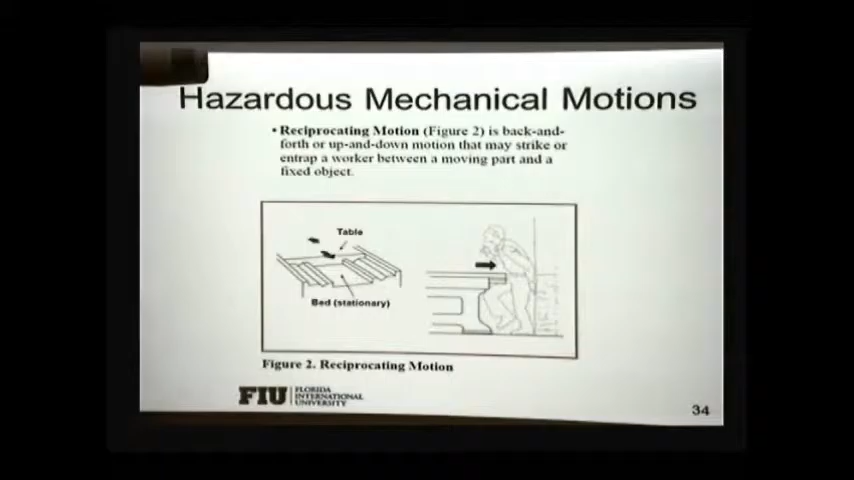 Hazardous Mechanical Motions
• Reciprocating Motion (Figure 2) is back-and-
forth or up-and-down motion that may strike or
entrap a worker between a moving part and a
fixed object.
Table
Bed (stationary)
Figure 2. Reciprocating Motion
FIU
FLORIDA
INTERNATIONAL
UNIVERSITY
34